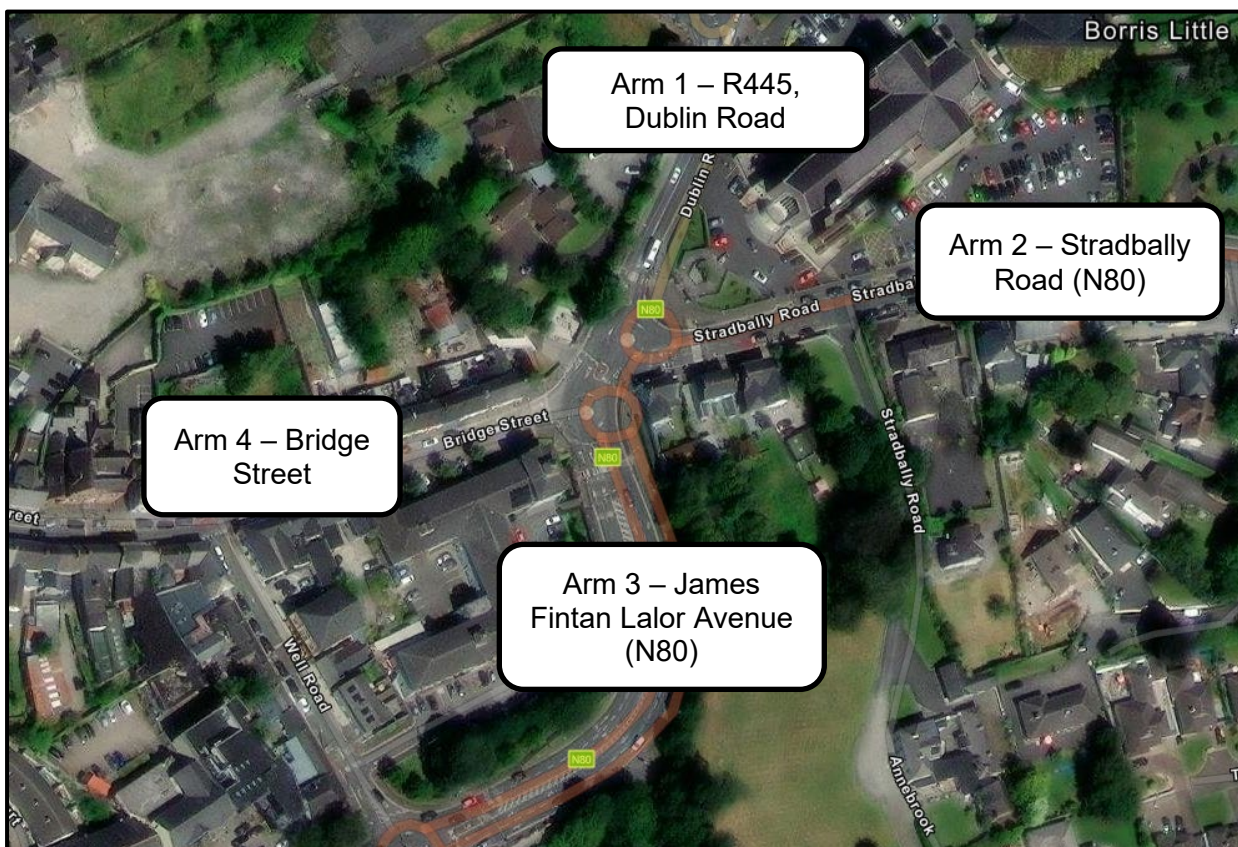 Borris Little
Arm 1 – R445,
Dublin Road
Dublin R
Arm 2 – Stradbally
Road (N80)
N80
Stradbally Road
Stradba
Arm 4 – Bridge
Street
Bridge Street
N80
Stradbally Road
reet
Arm 3 – James
Fintan Lalor Avenue
(N80)
Well Road
N80
Annebrook
T